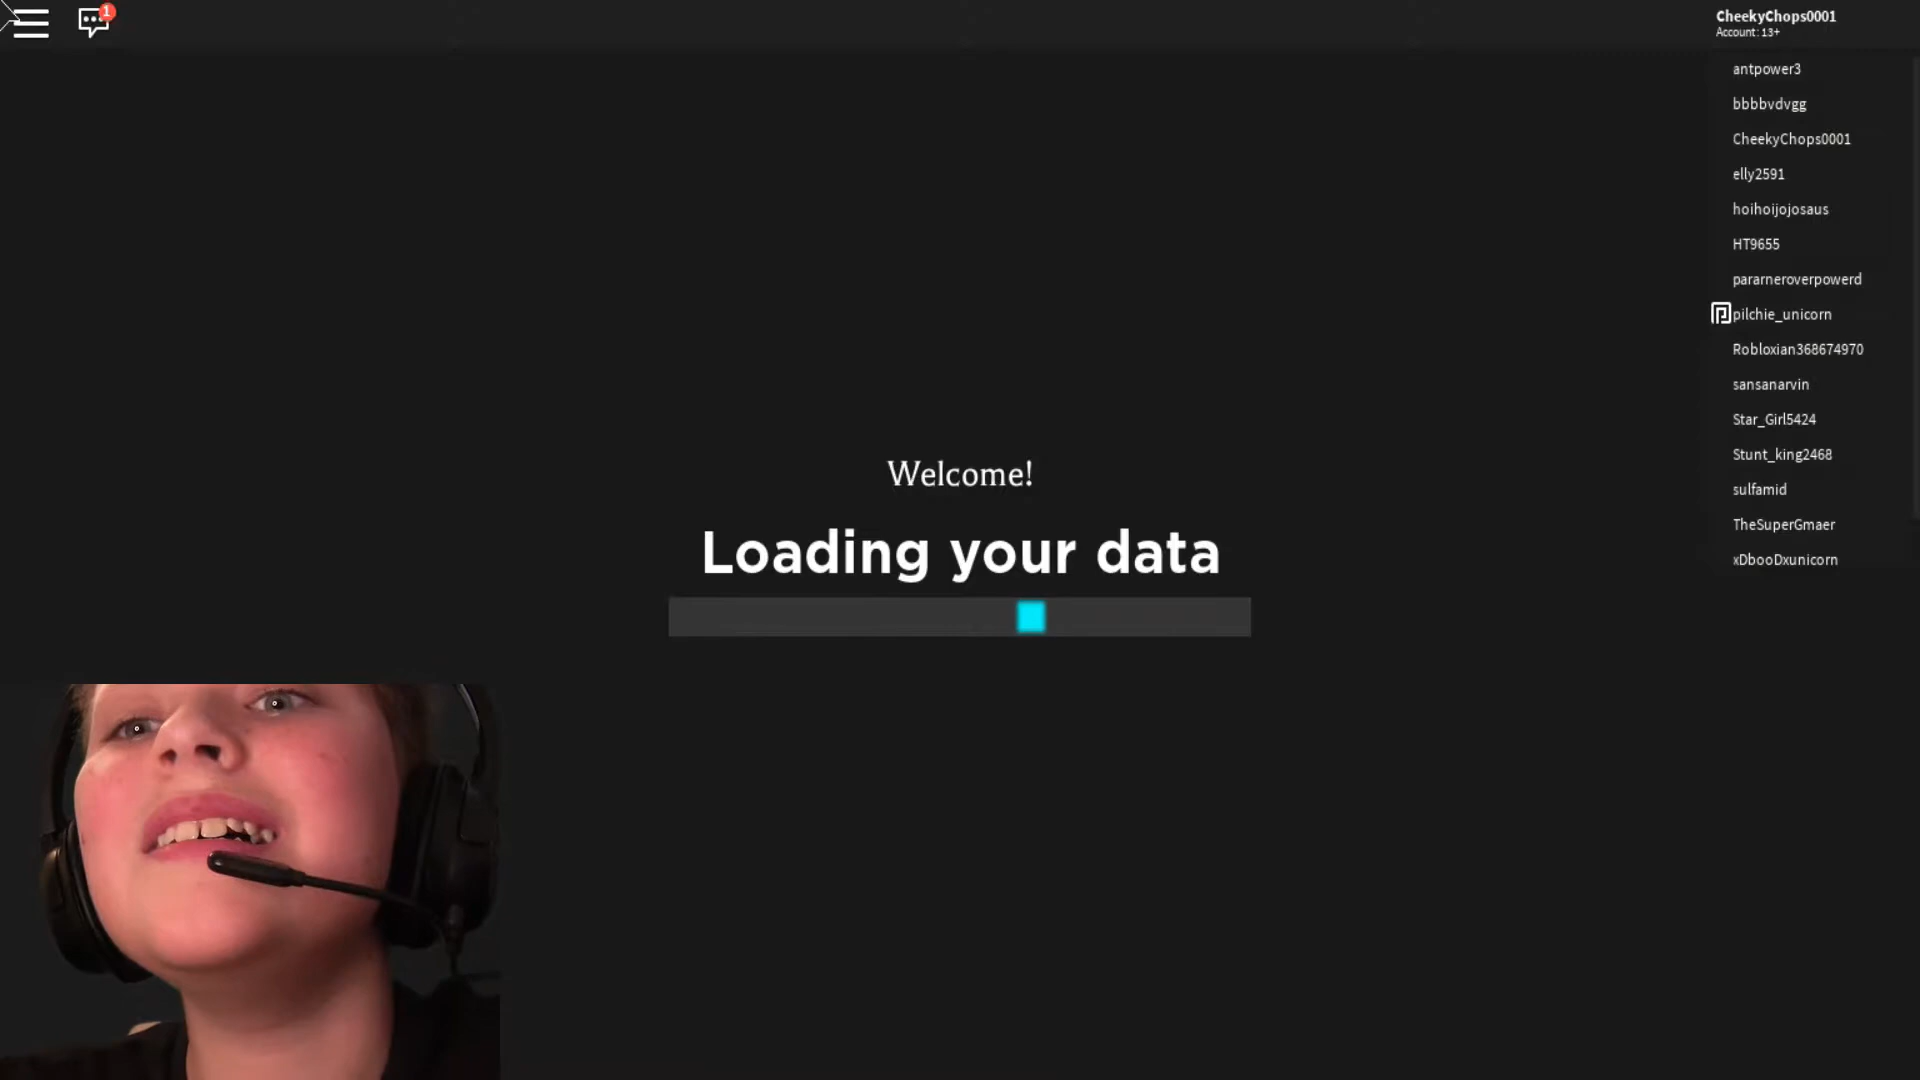 1
CheekyChops0001
Account: 13+
antpower3
bbbbvdvgg
CheekyChops0001
elly2591
hoihoijojosaus
HT9655
pararneroverpowerd
pilchie_unicorn
Robloxian368674970
sansanarvin
Star_Girl5424
Stunt_king2468
sulfamid
TheSuperGmaer
xDbooDxunicorn
Welcome!
Loading your data